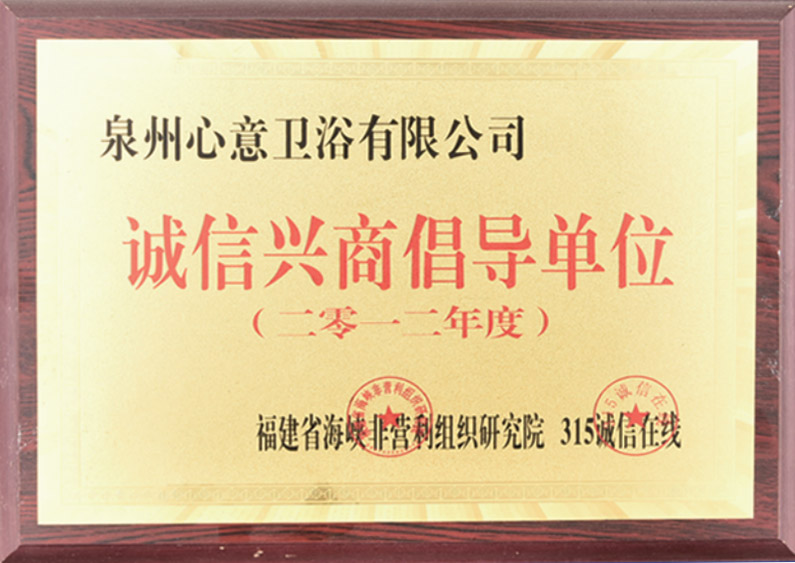 泉州心意卫浴有限公司
诚信兴商倡导单位
（二零一二年度）
福建省海峡非营利组织研究院 315诚信在线